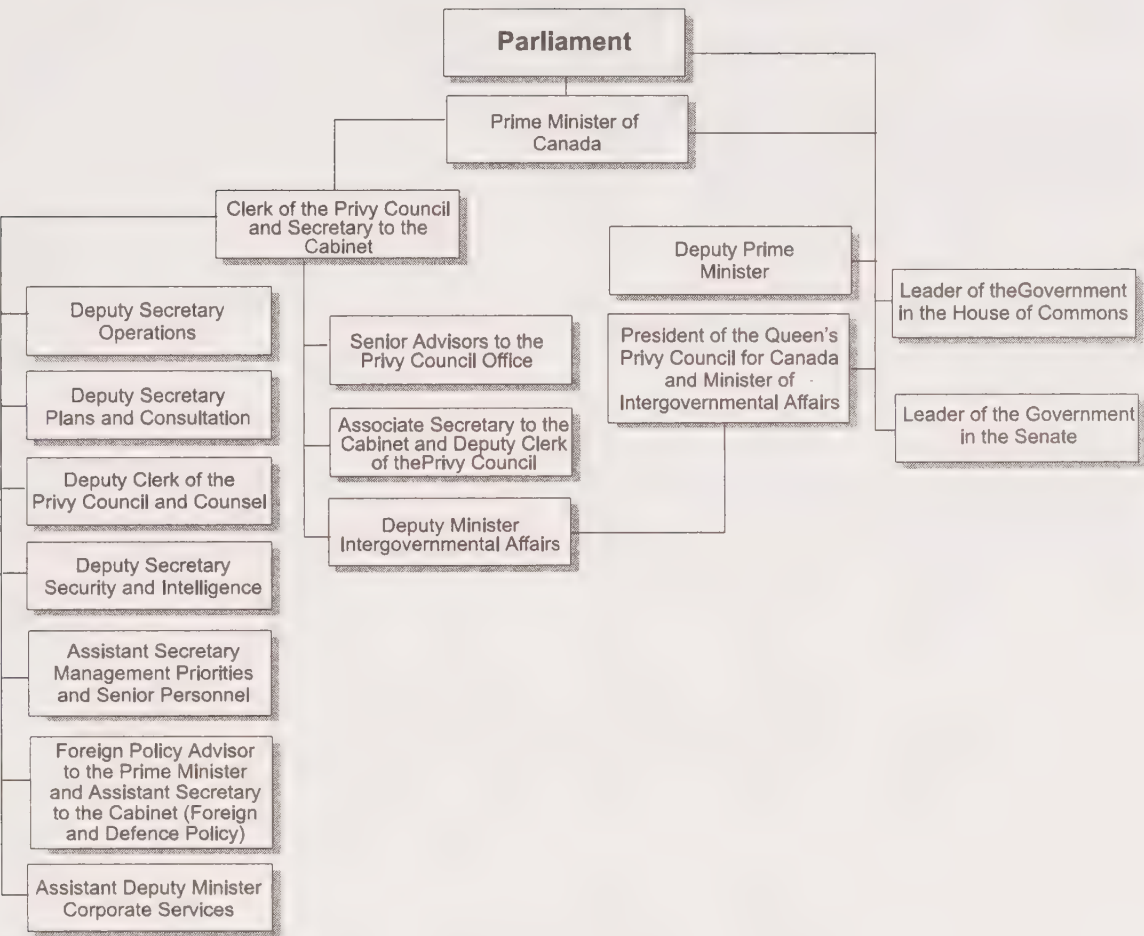 Parliament
Prime Minister of
Canada
Clerk of the Privy Council
and Secretary to the
Cabinet
Deputy Prime
Minister
Leader of theGovernment
in the House of Commons
Deputy Secretary
Operations
Senior Advisors to the
Privy Council Office
President of the Queen's
Privy Council for Canada
and Minister of
Intergovernmental Affairs
Deputy Secretary
Plans and Consultation
Associate Secretary to the
Cabinet and Deputy Clerk
of thePrivy Council
Leader of the Government
in the Senate
Deputy Clerk of the
Privy Council and Counsel
Deputy Minister
Intergovernmental Affairs
Deputy Secretary
Security and Intelligence
Assistant Secretary
Management Priorities
and Senior Personnel
Foreign Policy Advisor
to the Prime Minister
and Assistant Secretary
to the Cabinet (Foreign
and Defence Policy)
Assistant Deputy Minister
Corporate Services